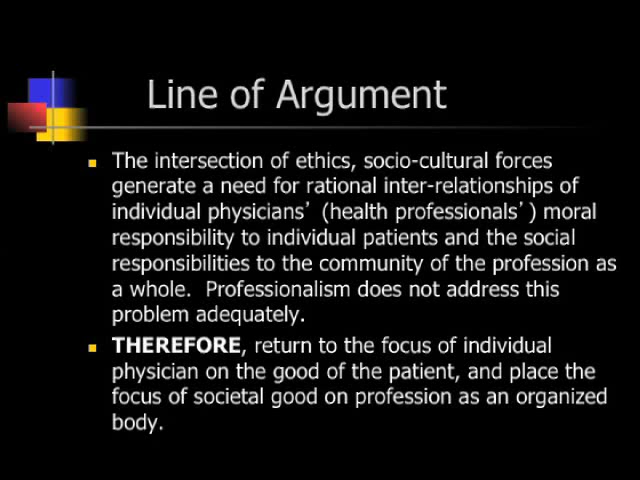 Line of Argument
The intersection of ethics, socio-cultural forces
generate a need for rational inter-relationships of
individual physicians’ (health professionals’) moral
responsibility to individual patients and the social
responsibilities to the community of the profession as
a whole. Professionalism does not address this
problem adequately.
THEREFORE, return to the focus of individual
physician on the good of the patient, and place the
focus of societal good on profession as an organized
body.